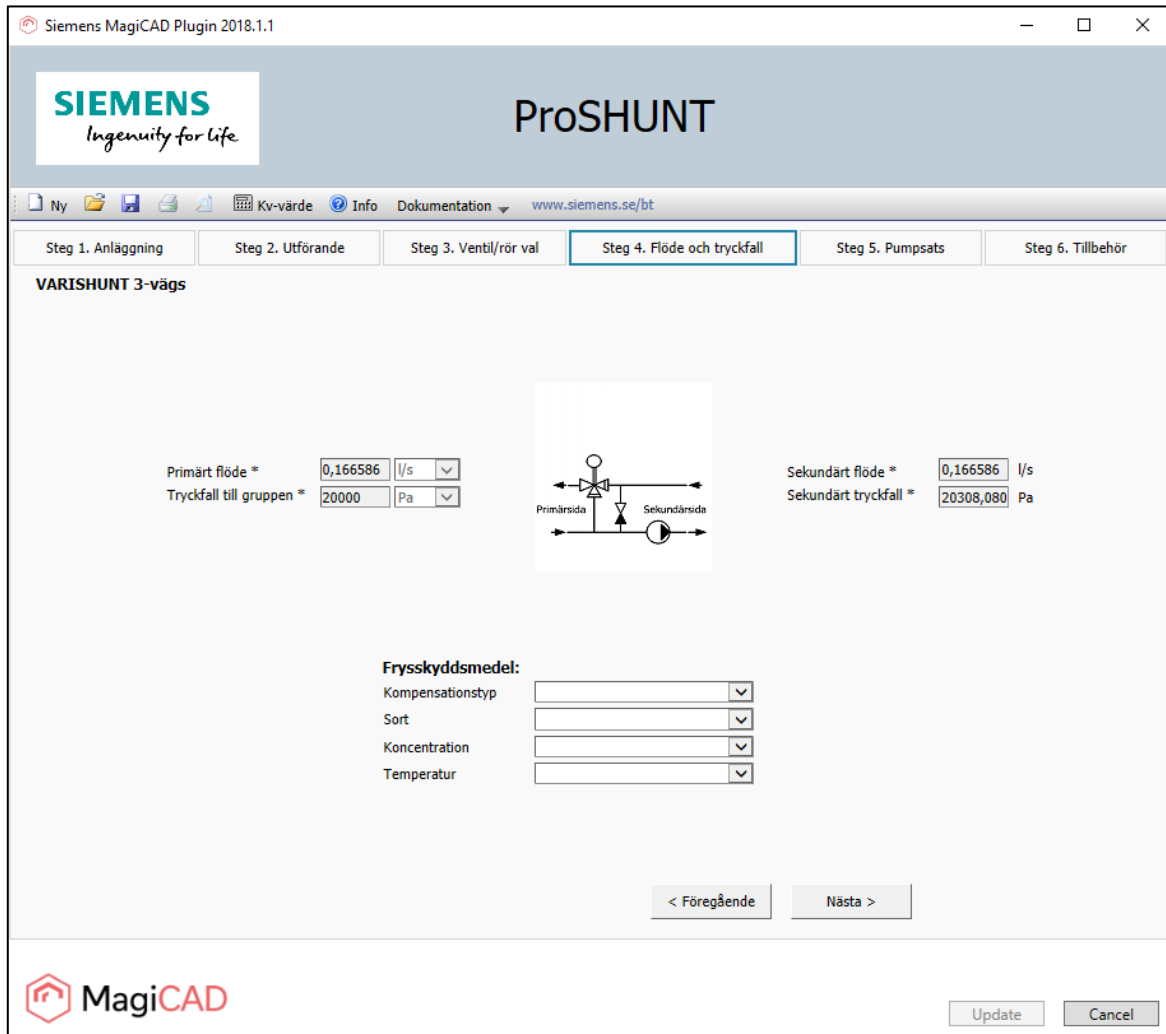 Siemens MagiCAD Plugin 2018.1.1
SIEMENS
Ingenuity for life
ProSHUNT
Ny Kv-värde Info Dokumentation www.siemens.se/bt
Steg 1. Anläggning Steg 2. Utförande Steg 3. Ventil/rör val Steg 4. Flöde och tryckfall Steg 5. Pumpsats Steg 6. Tillbehör
VARISHUNT 3-vägs
Primärt flöde * 0,166586 l/s
Tryckfall till gruppen * 20000 Pa
Primärsida Sekundärsida
Sekundärt flöde * 0,166586 l/s
Sekundärt tryckfall * 20308,080 Pa
Frysskyddsmedel:
Kompensationstyp
Sort
Koncentration
Temperatur
< Föregående Nästa >
MagiCAD
Update Cancel